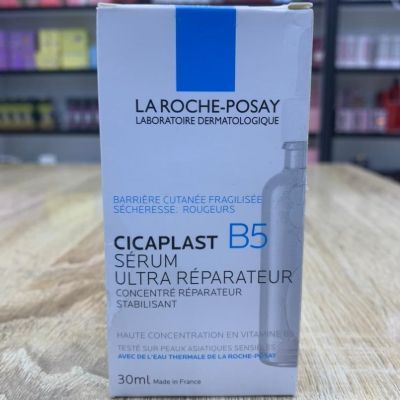 LA ROCHE-POSAY
LABORATOIRE DERMATOLOGIQUE
BARRIÈRE CUTANÉE FRAGILISÉE
SÉCHERESSE. ROUGEURS
CICAPLAST B5
SÉRUM
ULTRA RÉPARATEUR
CONCENTRÉ RÉPARATEUR
STABILISANT
HAUTE CONCENTRATION EN VITAMINE B5
TESTÉ SUR PEAUX ASIATIQUES SENSIBLES
AVEC DE L'EAU THERMALE DE LA ROCHE-POSAY
30ml Made in France